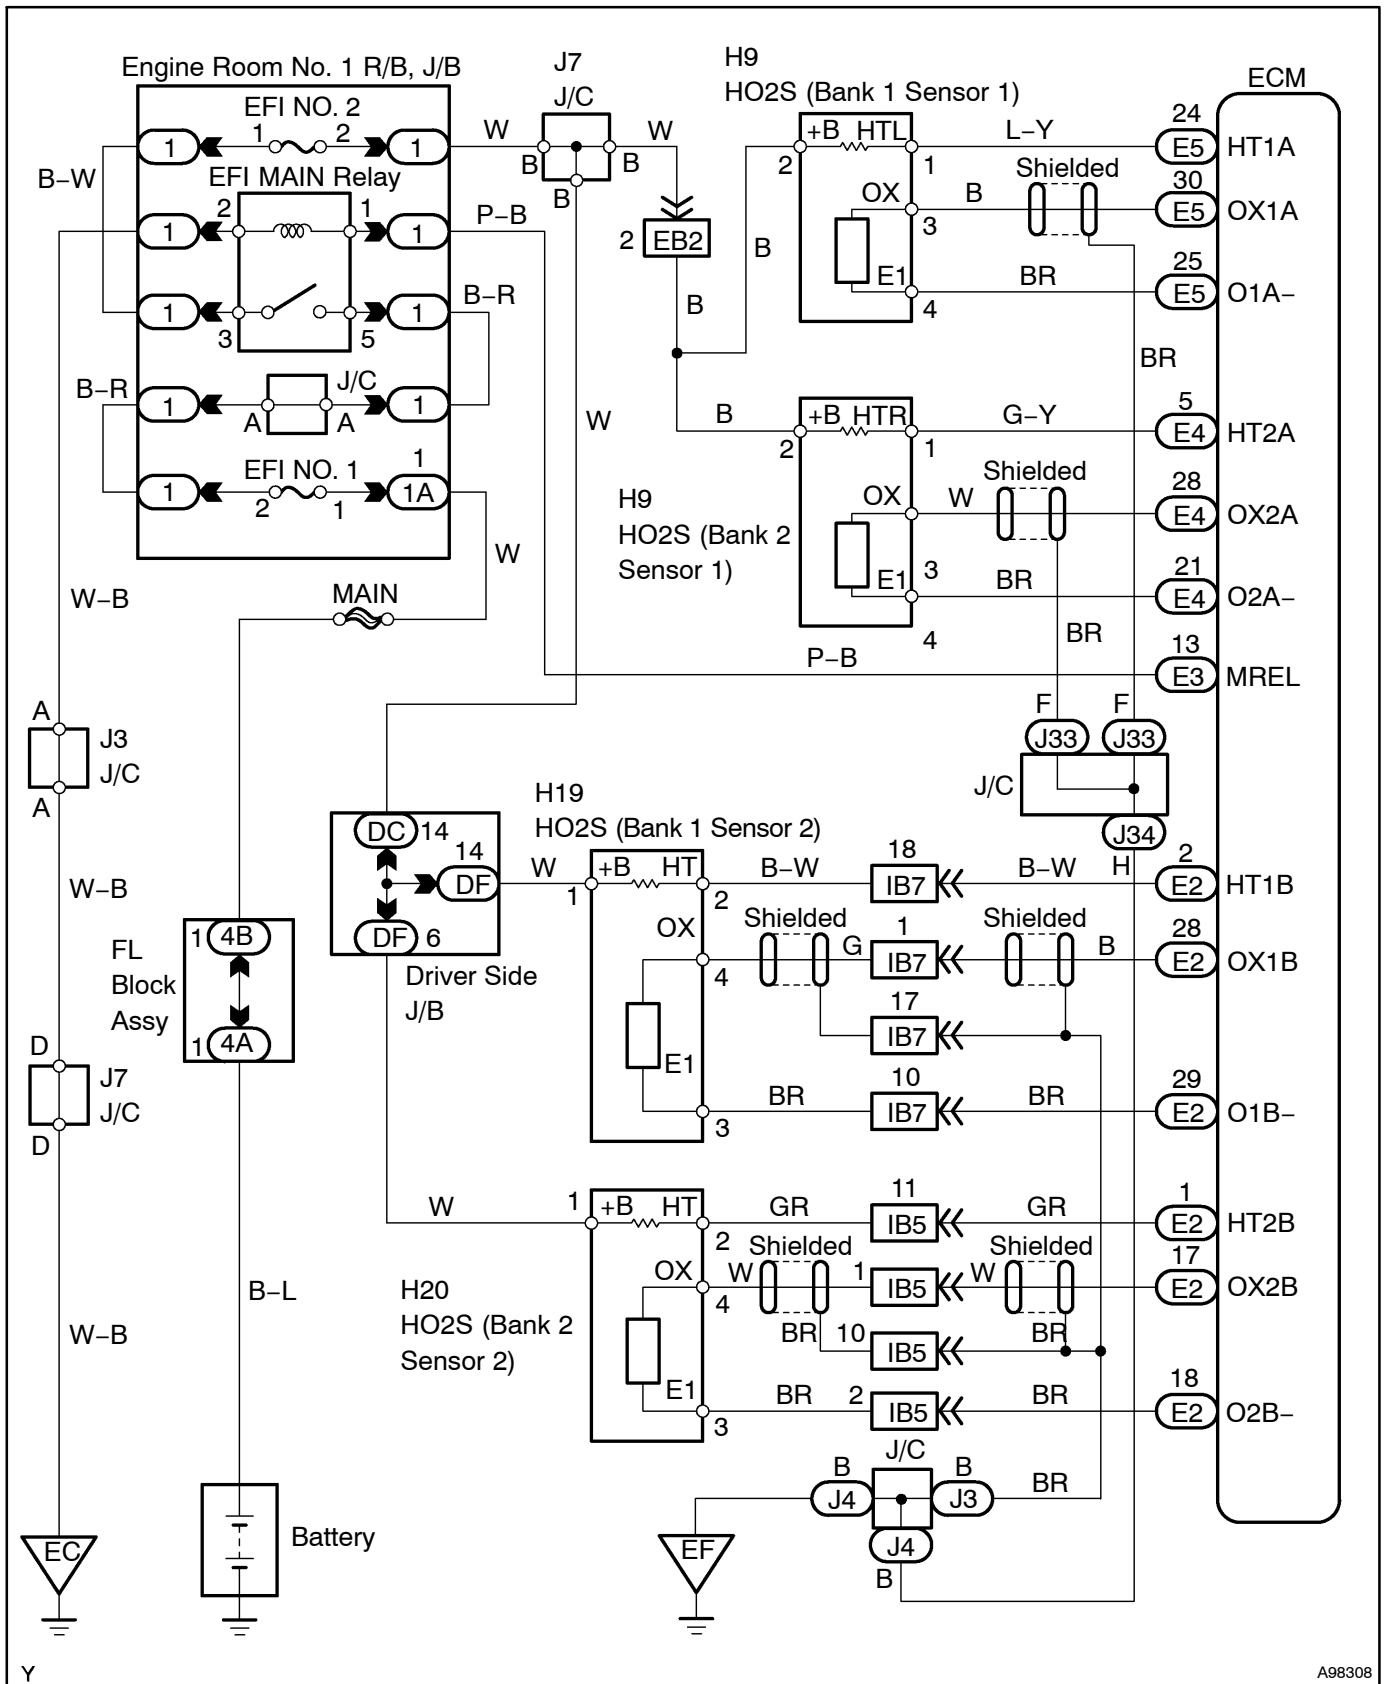 Engine Room No. 1 R/B, J/B
EFI NO. 2
1
1
2
1
B-W
EFI MAIN Relay
1
2
1
1
P-B
1
3
5
1
B-R
B-R
J/C
1
A
A
1
EFI NO. 1
1
1
2
1
1A
W
W
J7
J/C
B
B
B
W
2
EB2
B
B
B
W
H9
HO2S (Bank 1 Sensor 1)
+B
HTL
2
1
OX
3
E1
4
L-Y
Shielded
B
BR
BR
ECM
24
E5
HT1A
30
E5
OX1A
25
E5
O1A-
H9
HO2S (Bank 2
Sensor 1)
+B
HTR
2
1
OX
3
E1
4
G-Y
Shielded
W
BR
BR
5
E4
HT2A
28
E4
OX2A
21
E4
O2A-
P-B
13
E3
MREL
F
F
J33
J33
J/C
J34
H
W-B
MAIN
A
J3
J/C
A
W-B
1
4B
FL
Block
Assy
1
4A
D
J7
J/C
D
W-B
B-L
Battery
EC
DC
14
14
DF
DF
6
Driver Side
J/B
W
H19
HO2S (Bank 1 Sensor 2)
+B
HT
1
2
OX
4
E1
3
B-W
18
IB7
B-W
2
E2
HT1B
Shielded
G
1
IB7
Shielded
B
28
E2
OX1B
17
IB7
BR
10
IB7
BR
29
E2
O1B-
W
H20
HO2S (Bank 2
Sensor 2)
1
+B
HT
2
OX
4
E1
3
GR
11
IB5
GR
1
E2
HT2B
Shielded
W
1
IB5
W
Shielded
17
E2
OX2B
BR
10
IB5
BR
BR
2
IB5
BR
18
E2
O2B-
J/C
B
J4
B
J3
BR
J4
B
EF
Y
A98308